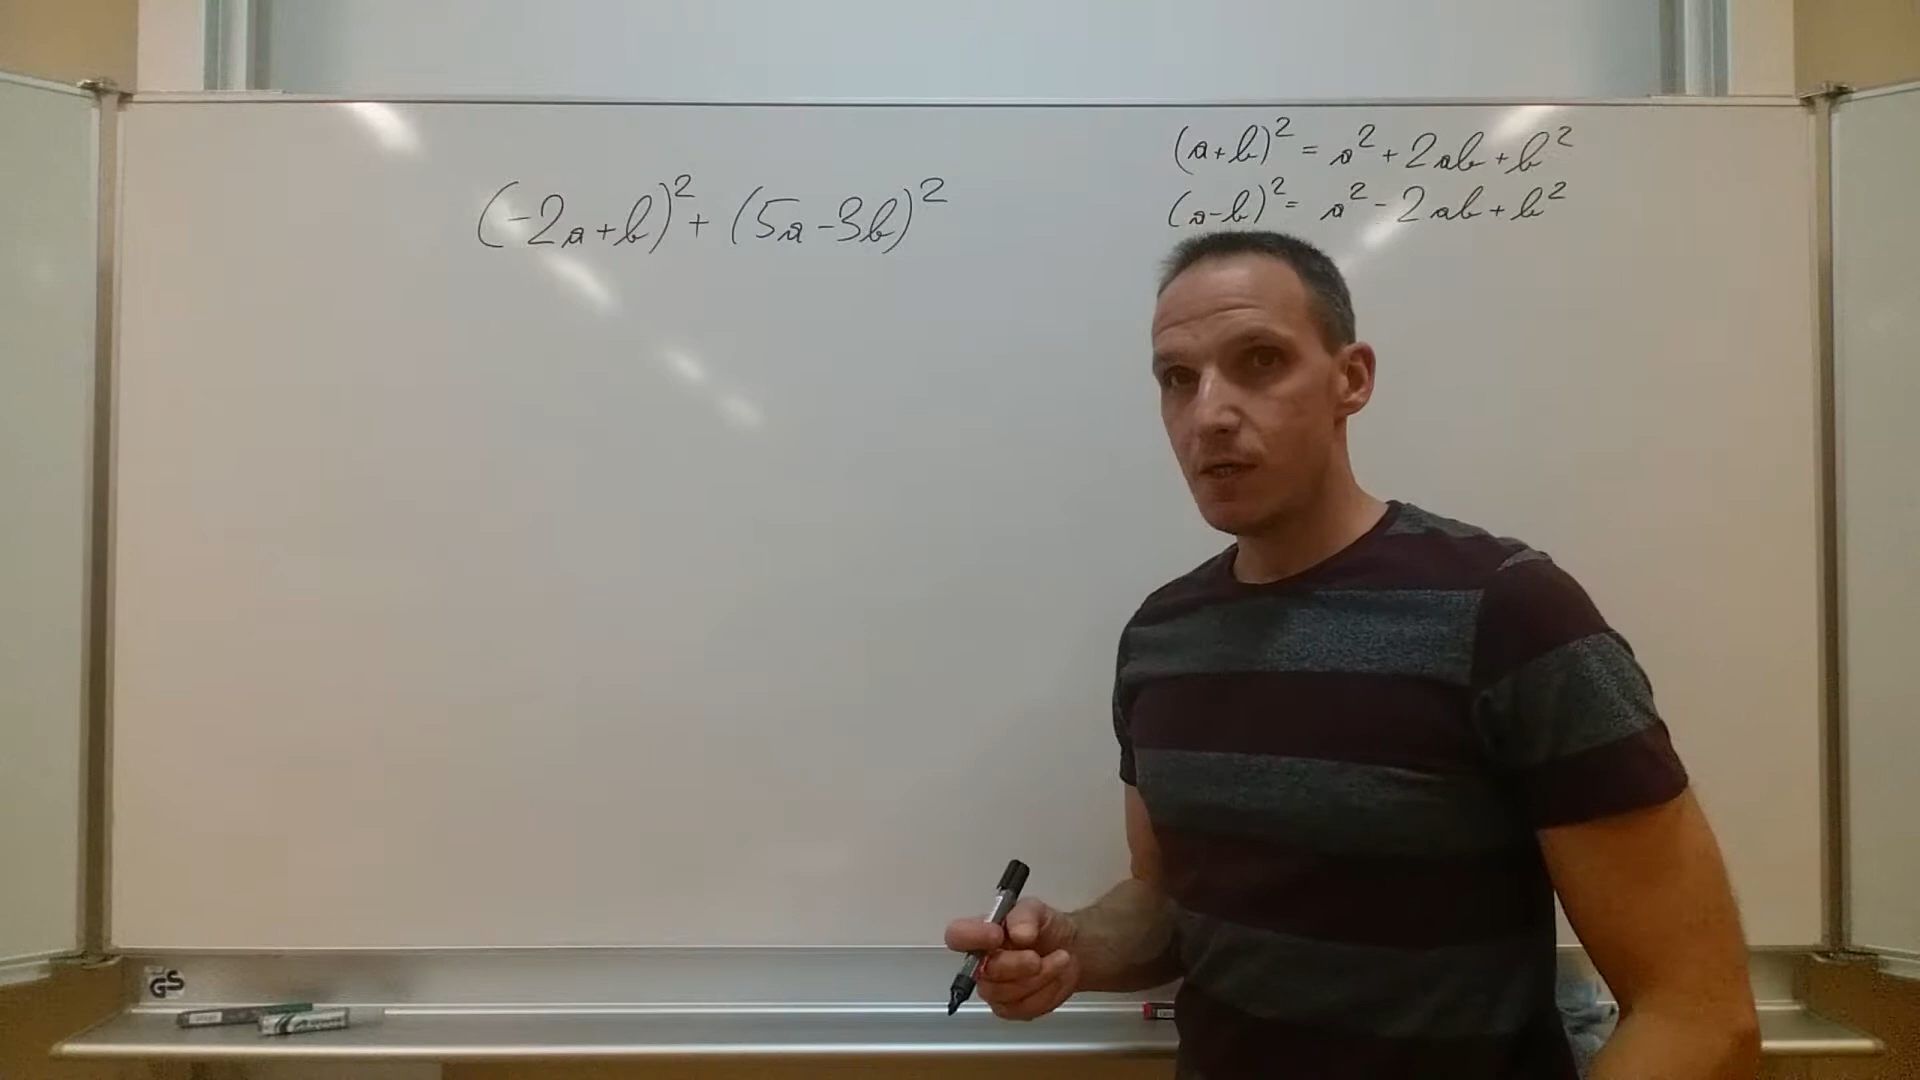 (-2a+b)² + (5a-3b)²
(a+b)² = a² + 2ab + b²
(a-b)² = a² - 2ab + b²
GS